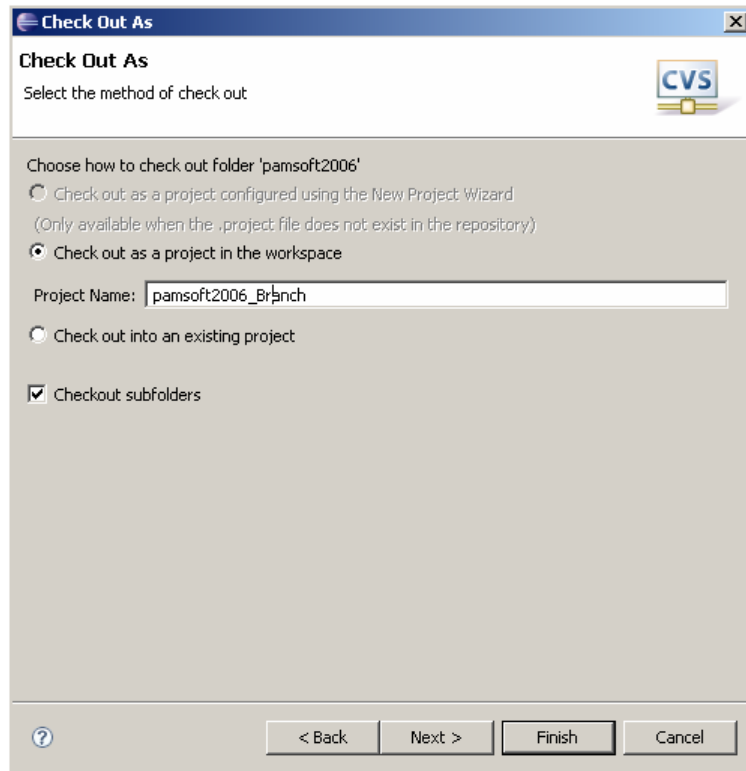 Check Out As
Check Out As
Select the method of check out
CVS
Choose how to check out folder 'pamsoft2006'
Check out as a project configured using the New Project Wizard
(Only available when the .project file does not exist in the repository)
Check out as a project in the workspace
Project Name: pamsoft2006_Branch
Check out into an existing project
Checkout subfolders
? < Back Next > Finish Cancel